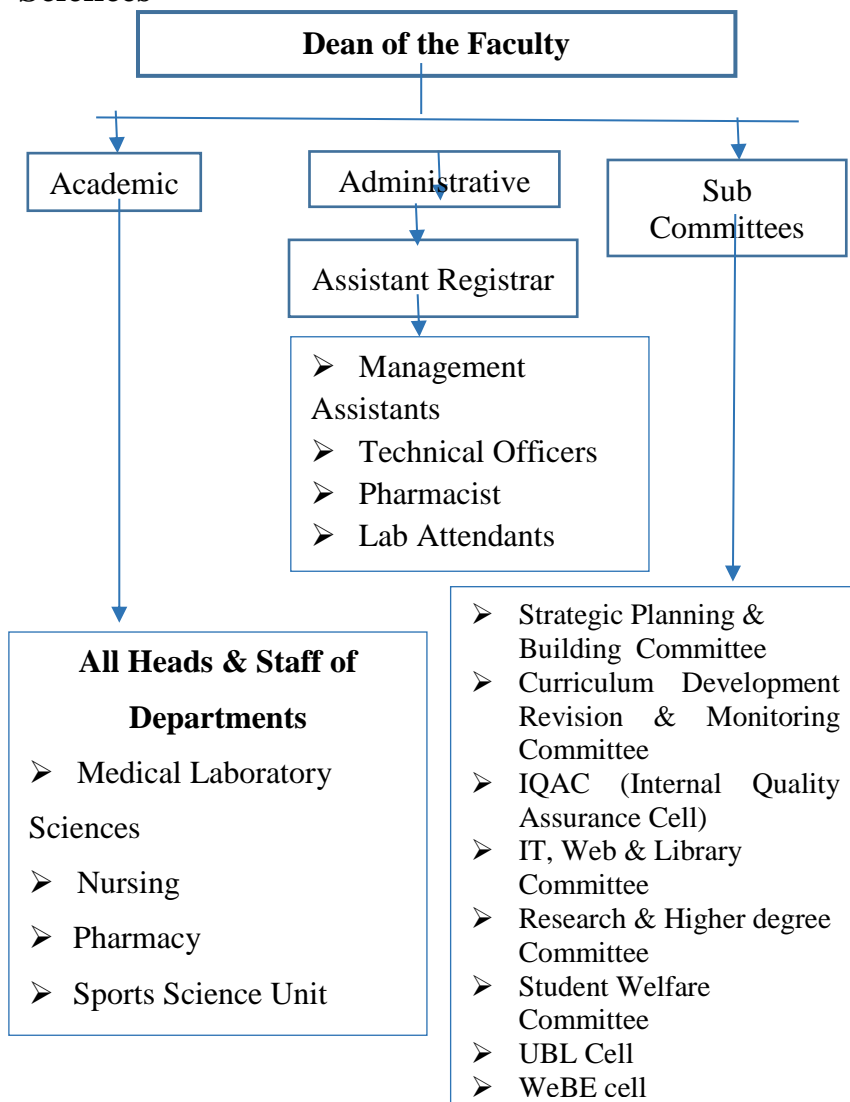 Dean of the Faculty
Academic
Administrative
Sub
Committees
Assistant Registrar
➢ Management
Assistants
➢ Technical Officers
➢ Pharmacist
➢ Lab Attendants
All Heads & Staff of
Departments
➢ Medical Laboratory
Sciences
➢ Nursing
➢ Pharmacy
➢ Sports Science Unit
➢ Strategic Planning &
Building Committee
➢ Curriculum Development
Revision & Monitoring
Committee
➢ IQAC (Internal Quality
Assurance Cell)
➢ IT, Web & Library
Committee
➢ Research & Higher degree
Committee
➢ Student Welfare
Committee
➢ UBL Cell
➢ WeBE cell